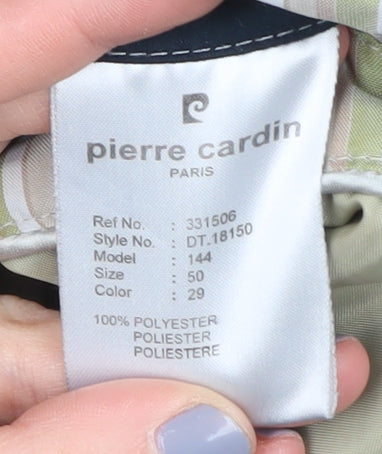 pierre cardin
PARIS
Ref No. : 331506
Style No. : DT.18150
Model : 144
Size : 50
Color : 29
100% POLYESTER
POLIESTER
POLIESTERE